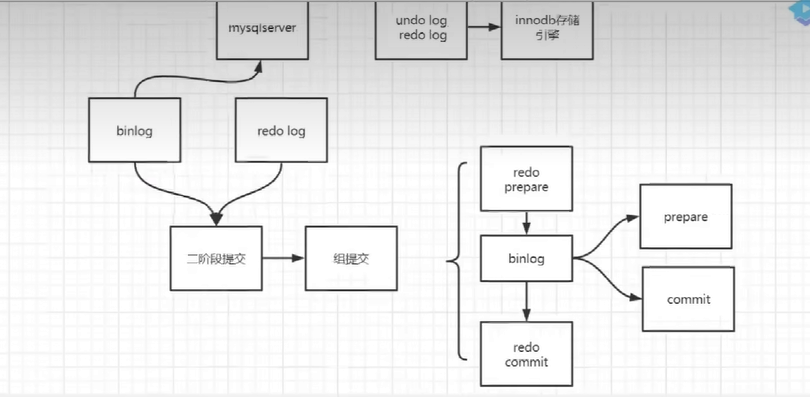 mysqlserver
undo log
redo log
innodb存储
引擎
binlog
redo log
二阶段提交
组提交
redo
prepare
binlog
redo
commit
prepare
commit